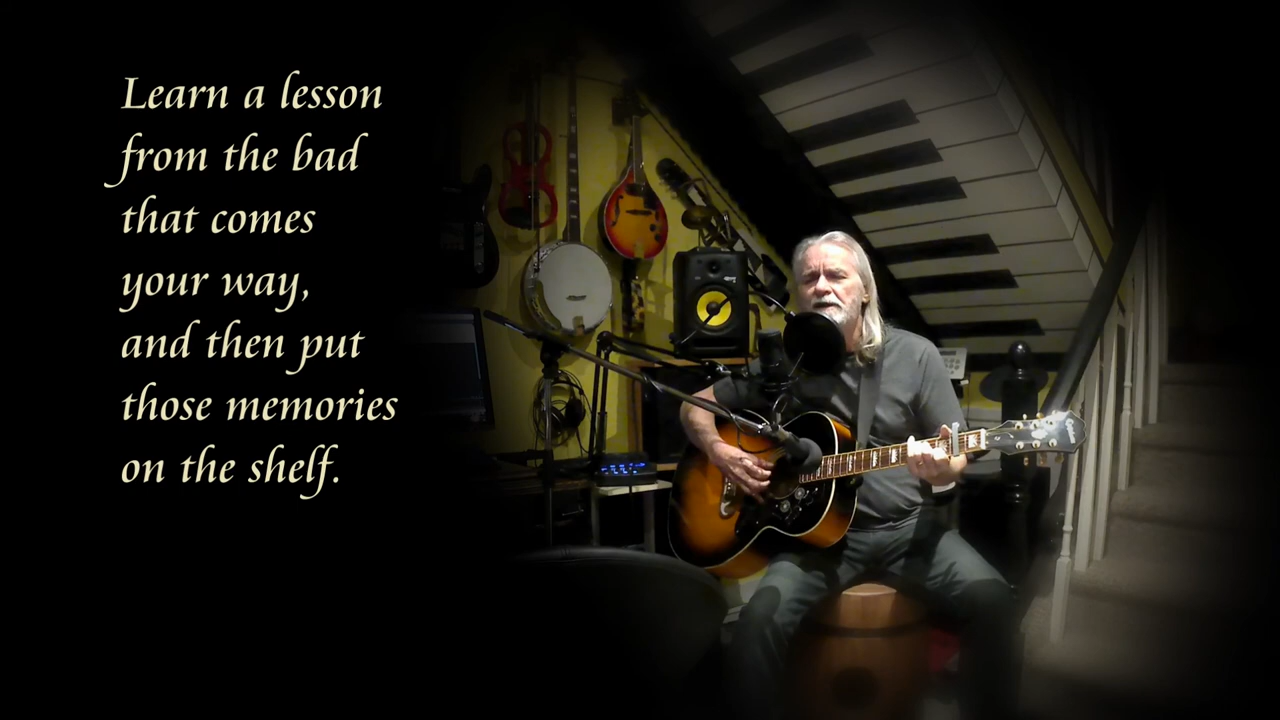 Learn a lesson
from the bad
that comes
your way,
and then put
those memories
on the shelf.